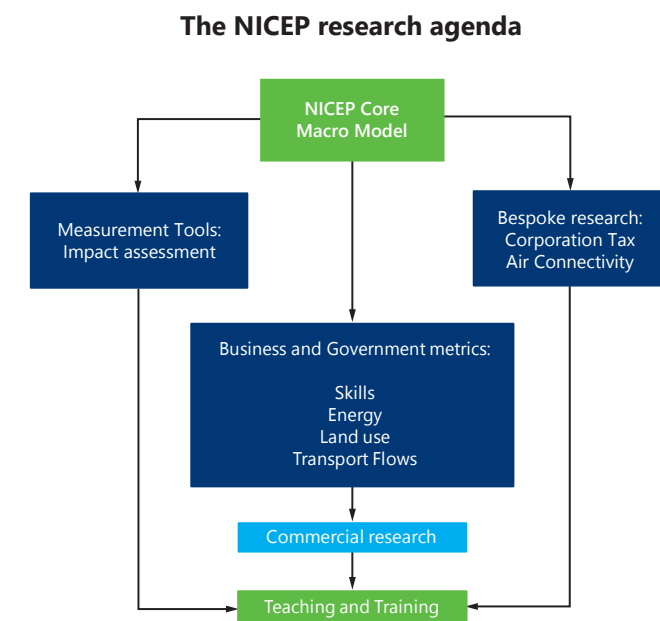 The NICEP research agenda
NICEP Core
Macro Model
Measurement Tools:
Impact assessment
Bespoke research:
Corporation Tax
Air Connectivity
Business and Government metrics:
Skills
Energy
Land use
Transport Flows
Commercial research
Teaching and Training